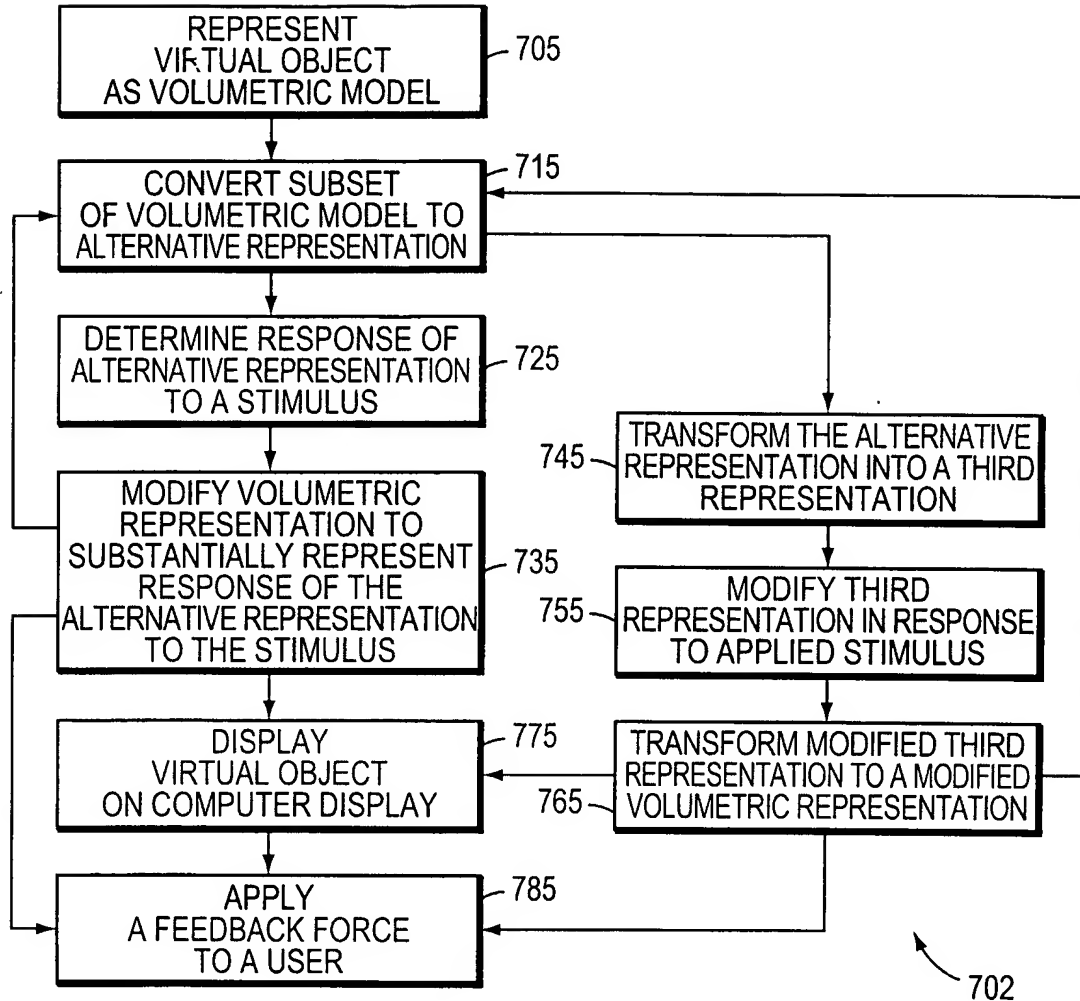 REPRESENT
VIRTUAL OBJECT
AS VOLUMETRIC MODEL
705
CONVERT SUBSET
OF VOLUMETRIC MODEL TO
ALTERNATIVE REPRESENTATION
715
DETERMINE RESPONSE OF
ALTERNATIVE REPRESENTATION
TO A STIMULUS
725
MODIFY VOLUMETRIC
REPRESENTATION TO
SUBSTANTIALLY REPRESENT
RESPONSE OF THE
ALTERNATIVE REPRESENTATION
TO THE STIMULUS
735
TRANSFORM THE ALTERNATIVE
REPRESENTATION INTO A THIRD
REPRESENTATION
745
MODIFY THIRD
REPRESENTATION IN RESPONSE
TO APPLIED STIMULUS
755
TRANSFORM MODIFIED THIRD
REPRESENTATION TO A MODIFIED
VOLUMETRIC REPRESENTATION
765
DISPLAY
VIRTUAL OBJECT
ON COMPUTER DISPLAY
775
APPLY
A FEEDBACK FORCE
TO A USER
785
702